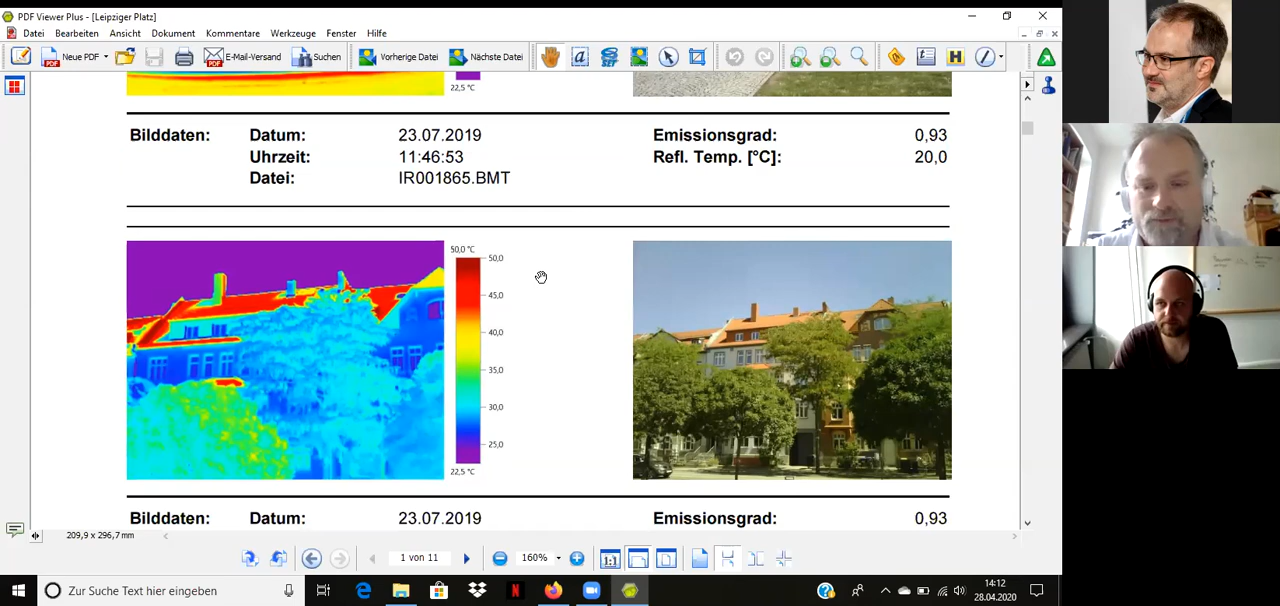 PDF Viewer Plus - [Leipziger Platz]
Datei Bearbeiten Ansicht Dokument Kommentare Werkzeuge Fenster Hilfe
Neue PDF PDF E-Mail-Versand Suchen Vorherige Datei Nächste Datei a SET H
22,5 °C
Bilddaten: Datum: 23.07.2019 Emissionsgrad: 0,93
Uhrzeit: 11:46:53 Refl. Temp. [°C]: 20,0
Datei: IR001865.BMT
50,0 °C
50,0
45,0
40,0
35,0
30,0
25,0
22,5 °C
Bilddaten: Datum: 23.07.2019 Emissionsgrad: 0,93
209,9 x 296,7 mm
1 von 11 160% 1:1
Zur Suche Text hier eingeben
14:12
28.04.2020